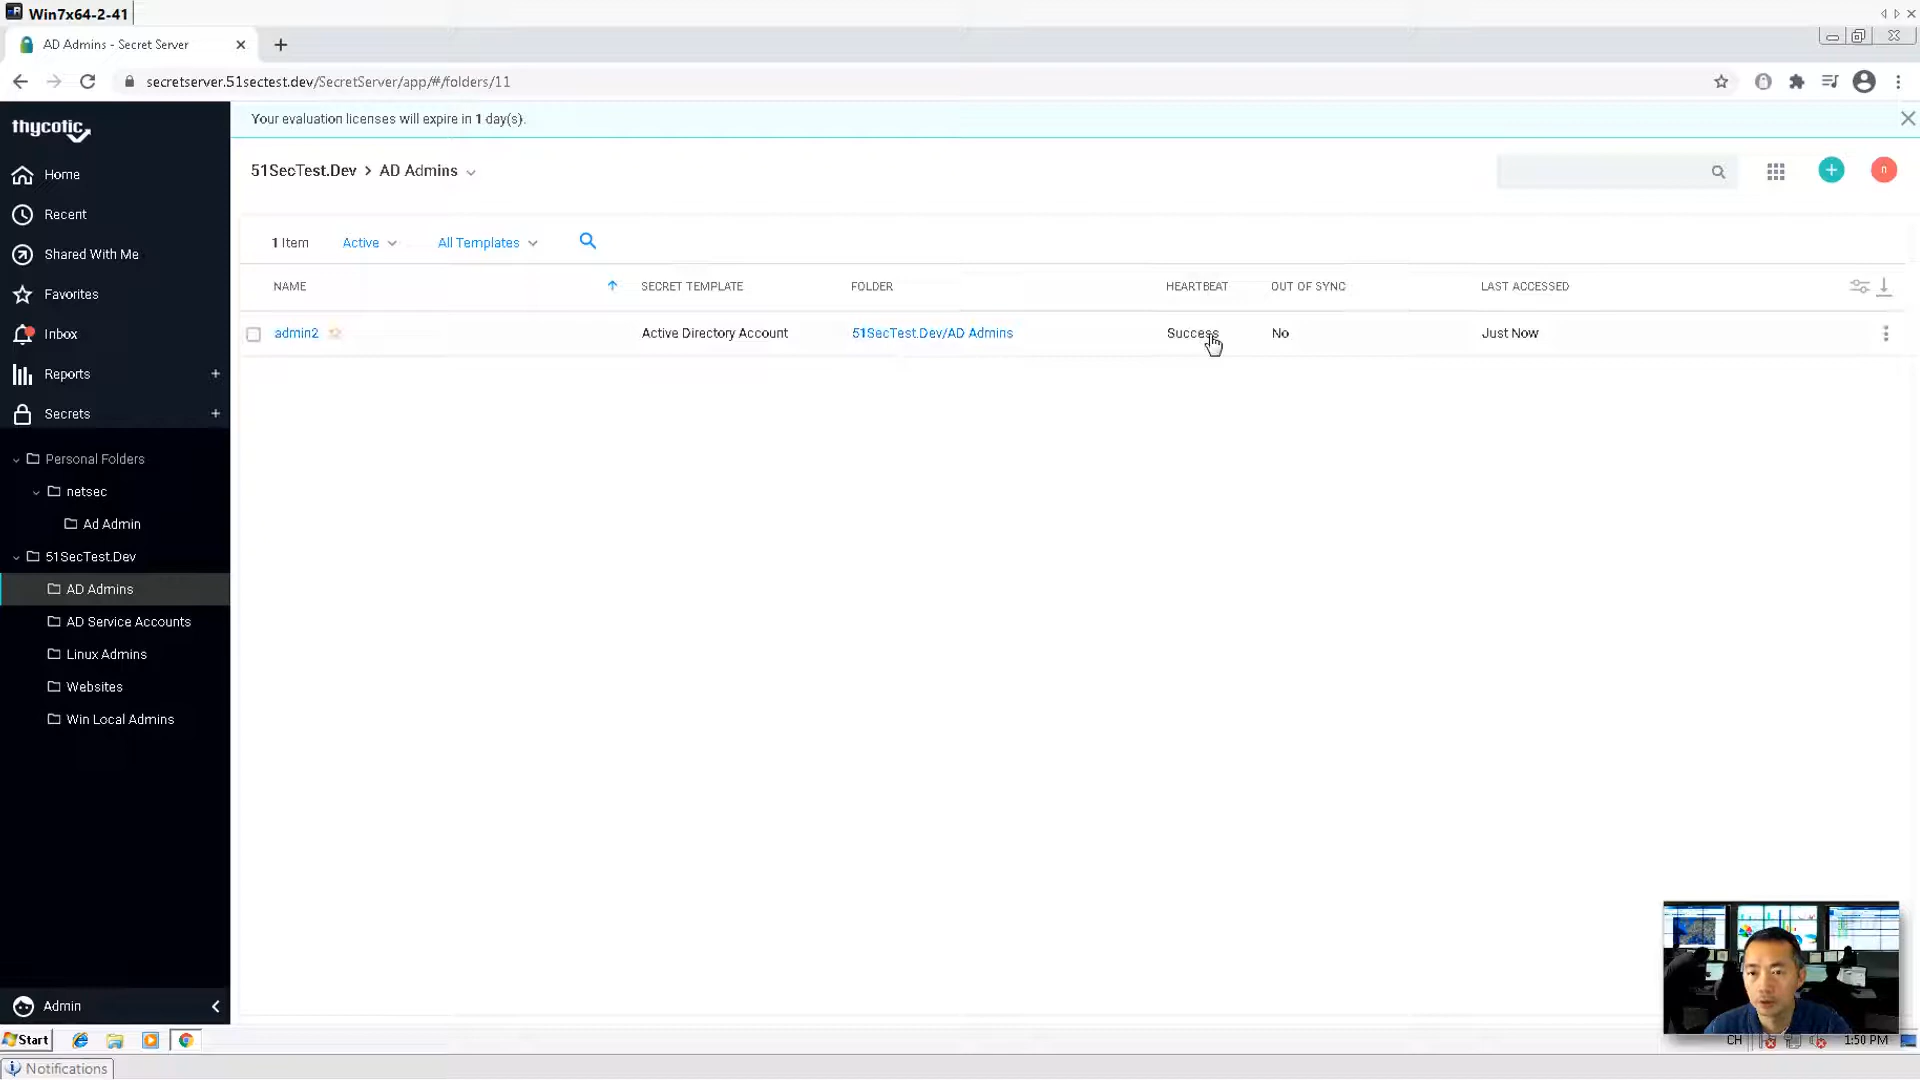 Win7x64-2-41
AD Admins - Secret Server
secretserver.51sectest.dev/SecretServer/app/#/folders/11
thycotic
Your evaluation licenses will expire in 1 day(s).
Home
Recent
Shared With Me
Favorites
Inbox
Reports
Secrets
Personal Folders
netsec
Ad Admin
51SecTest.Dev
AD Admins
AD Service Accounts
Linux Admins
Websites
Win Local Admins
Admin
51SecTest.Dev > AD Admins
n
1 Item Active All Templates
NAME SECRET TEMPLATE FOLDER HEARTBEAT OUT OF SYNC LAST ACCESSED
admin2 Active Directory Account 51SecTest.Dev/AD Admins Success No Just Now
Start
CH 1:50 PM
Notifications